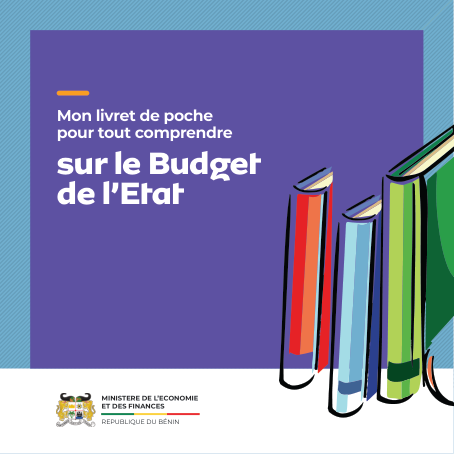 Mon livret de poche
pour tout comprendre
sur le Budget
de l'Etat
MINISTERE DE L'ECONOMIE
ET DES FINANCES
REPUBLIQUE DU BÉNIN